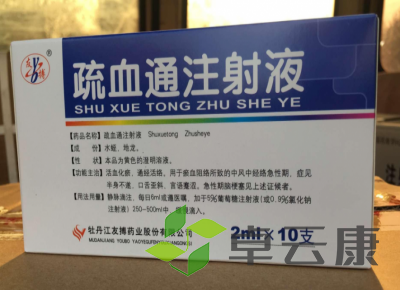 友博
疏血通注射液
SHU XUE TONG ZHU SHE YE
【药品名称】疏血通注射液 Shuxuetong Zhusheye
【成 份】水蛭、地龙。
【性 状】本品为黄色的澄明溶液。
【功能主治】活血化瘀、通经活络。用于瘀血阻络所致的中风中经络急性期，症见
半身不遂、口舌歪斜、言语蹇涩。急性期脑梗塞见上述证候者。
【用法用量】静脉滴注，每日6ml或遵医嘱，加于5%葡萄糖注射液(或0.9%氯化钠
注射液）250-500ml中，缓缓滴入。
牡丹江友搏药业股份有限公司
MUDANJIANG YOUBO YAOYEGUFENYOUXIANGONGSI
2ml×10支
卓云康